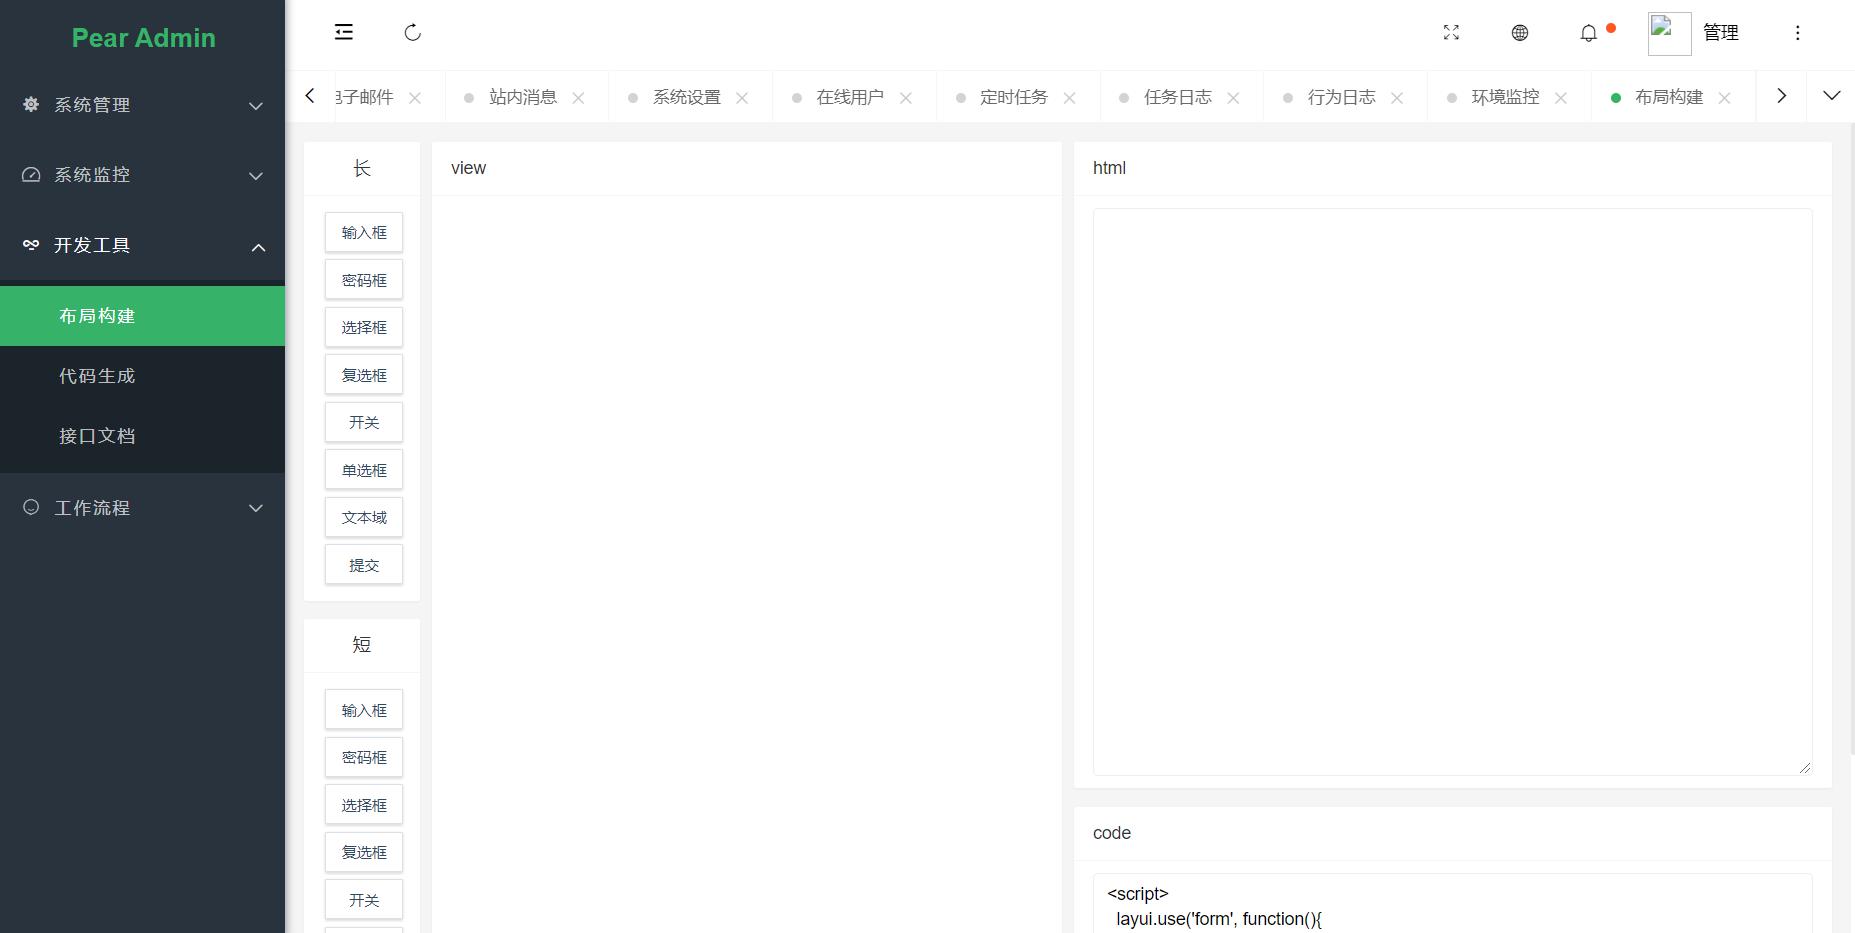 Pear Admin
系统管理
系统监控
开发工具
布局构建
代码生成
接口文档
工作流程
管理
子邮件
站内消息
系统设置
在线用户
定时任务
任务日志
行为日志
环境监控
布局构建
长
输入框
密码框
选择框
复选框
开关
单选框
文本域
提交
短
输入框
密码框
选择框
复选框
开关
view
html
code
<script>
layui.use('form', function(){